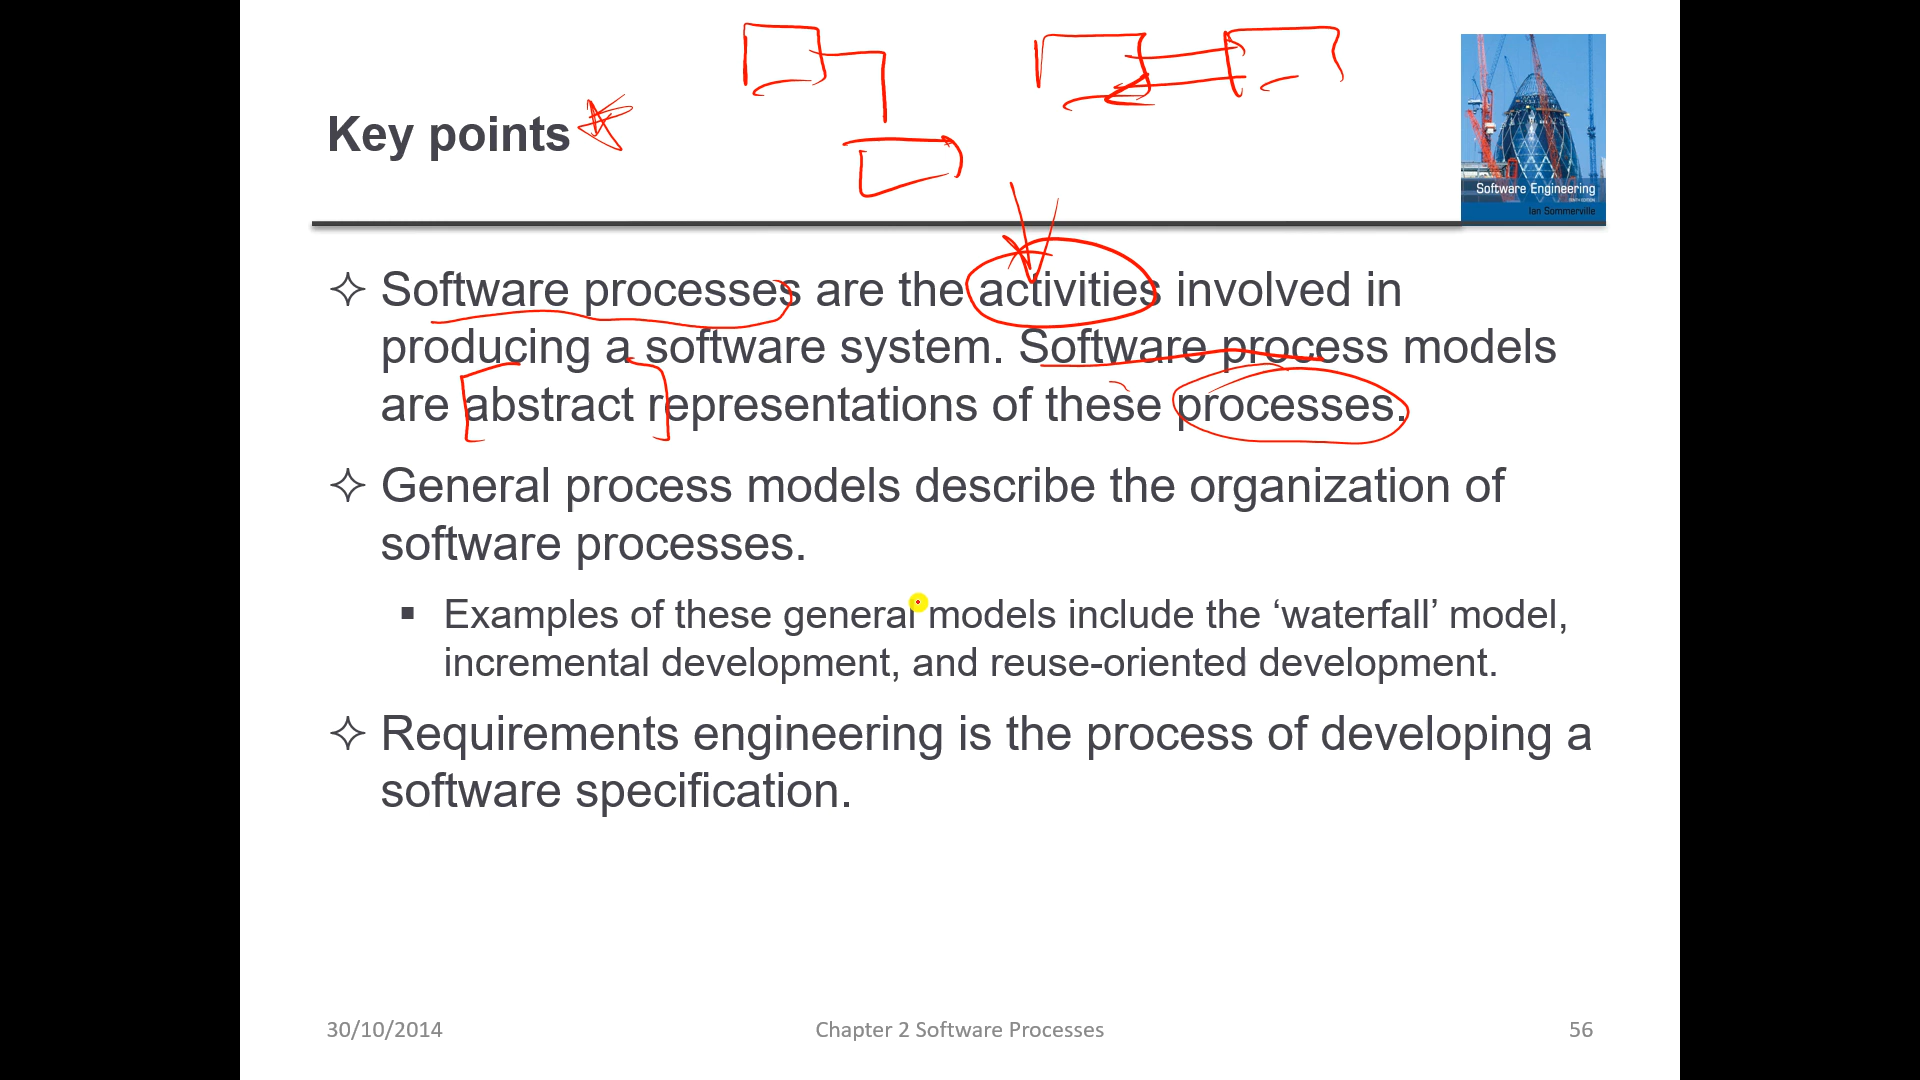 Key points
Software Engineering
Ian Sommerville
✧ Software processes are the activities involved in
producing a software system. Software process models
are abstract representations of these processes.
✧ General process models describe the organization of
software processes.
▪ Examples of these general models include the ‘waterfall’ model,
incremental development, and reuse-oriented development.
✧ Requirements engineering is the process of developing a
software specification.
30/10/2014
Chapter 2 Software Processes
56